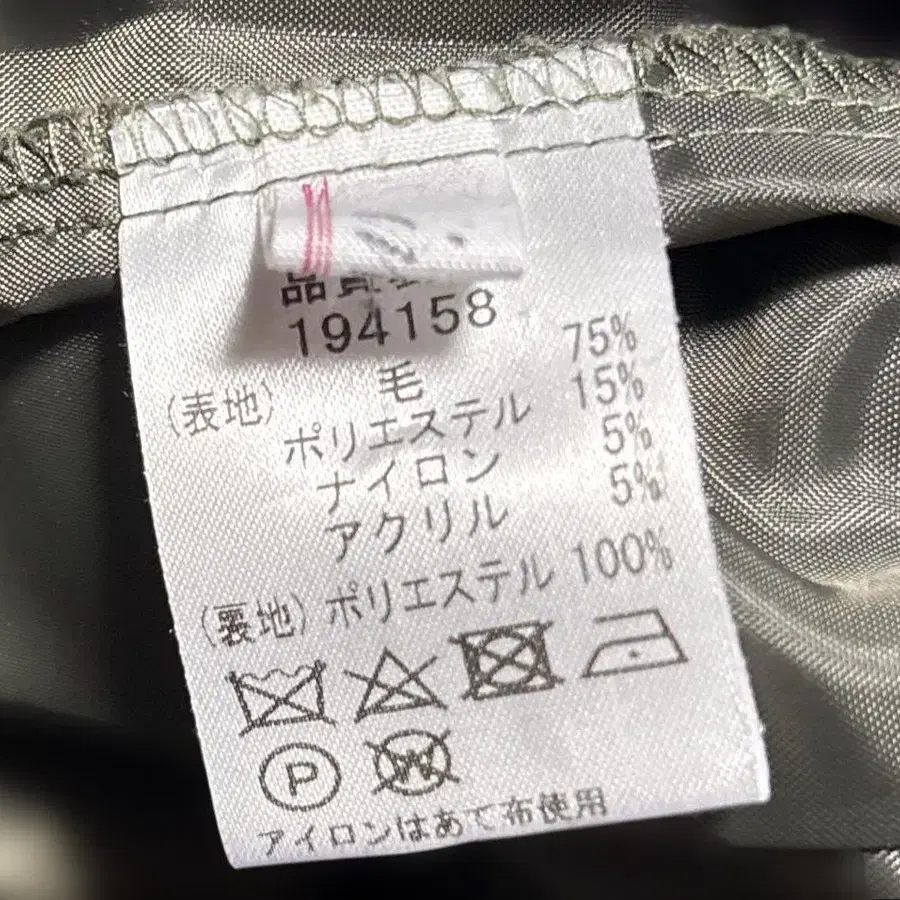 194158
(表地) 毛 75%
ポリエステル 15%
ナイロン 5%
アクリル 5%
(裏地) ポリエステル 100%
P W
アイロンはあて布使用